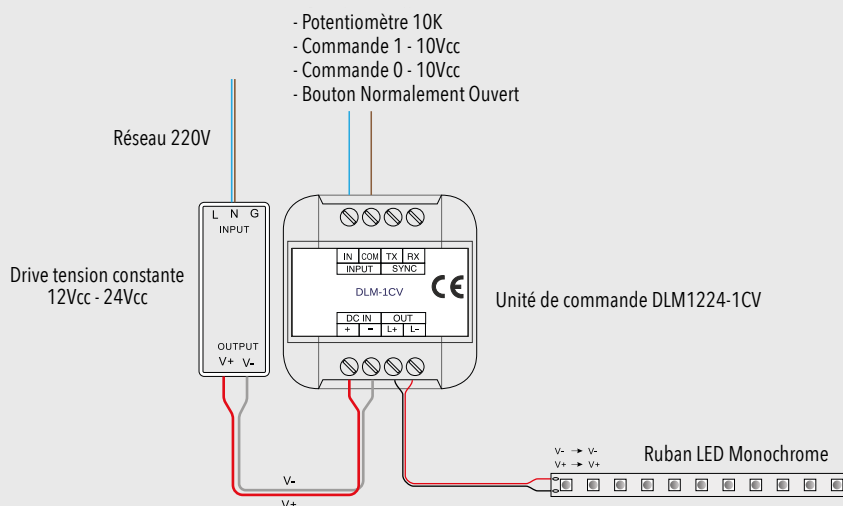 - Potentiomètre 10K
- Commande 1 - 10Vcc
- Commande 0 - 10Vcc
- Bouton Normalement Ouvert
Réseau 220V
L N G
INPUT
Drive tension constante
12Vcc - 24Vcc
OUTPUT
V+ V-
IN COM TX RX
INPUT SYNC
DLM-1CV
CE
DC IN OUT
+ - L+ L-
Unité de commande DLM1224-1CV
V-
V+
V- → V-
V+ → V+
Ruban LED Monochrome